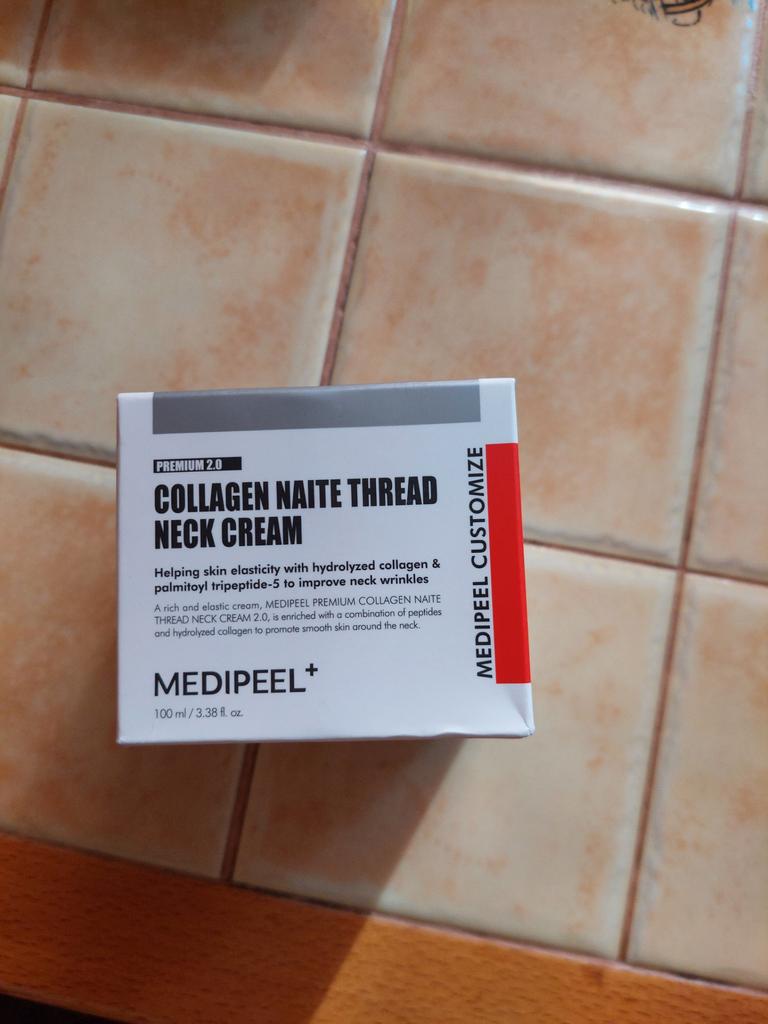 PREMIUM 2.0
COLLAGEN NAITE THREAD
NECK CREAM
Helping skin elasticity with hydrolyzed collagen &
palmitoyl tripeptide-5 to improve neck wrinkles
A rich and elastic cream, MEDIPEEL PREMIUM COLLAGEN NAITE
THREAD NECK CREAM 2.0, is enriched with a combination of peptides
and hydrolyzed collagen to promote smooth skin around the neck.
MEDIPEEL+
100 ml / 3.38 fl. oz.
MEDIPEEL CUSTOMIZE